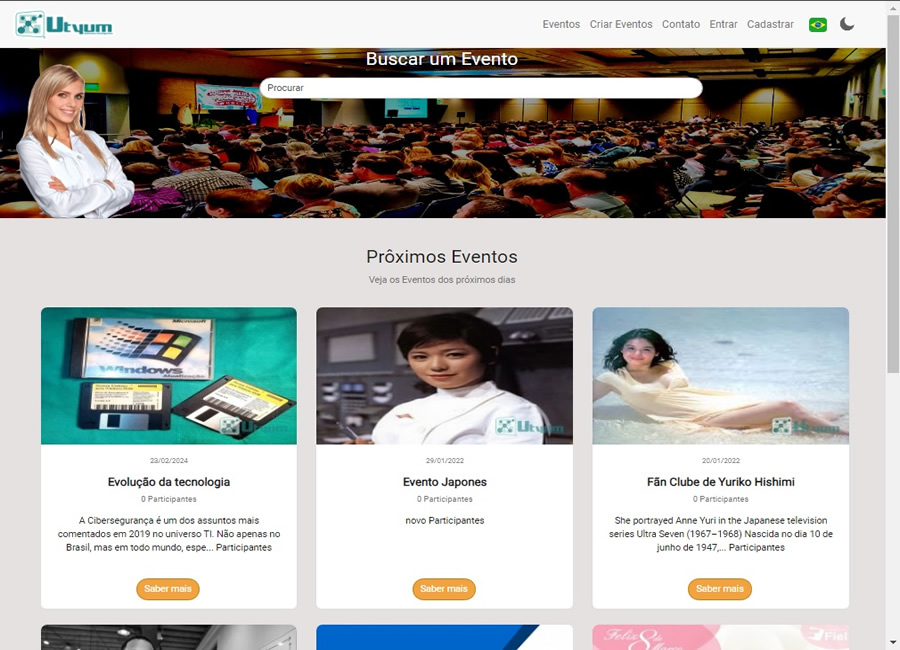 Utyum
Eventos Criar Eventos Contato Entrar Cadastrar
Buscar um Evento
Procurar
Prôximos Eventos
Veja os Eventos dos próximos dias
Microsoft
Windows
Utyum
Utyum
Utyum
23/02/2024
Evolução da tecnologia
0 Participantes
A Cibersegurança é um dos assuntos mais
comentados em 2019 no universo TI. Não apenas no
Brasil, mas em todo mundo, espe... Participantes
Saber mais
29/01/2022
Evento Japones
0 Participantes
novo Participantes
Saber mais
20/01/2022
Fãn Clube de Yuriko Hishimi
0 Participantes
She portrayed Anne Yuri in the Japanese television
series Ultra Seven (1967–1968) Nascida no dia 10 de
junho de 1947,... Participantes
Saber mais
Felix 8 de
Fiel